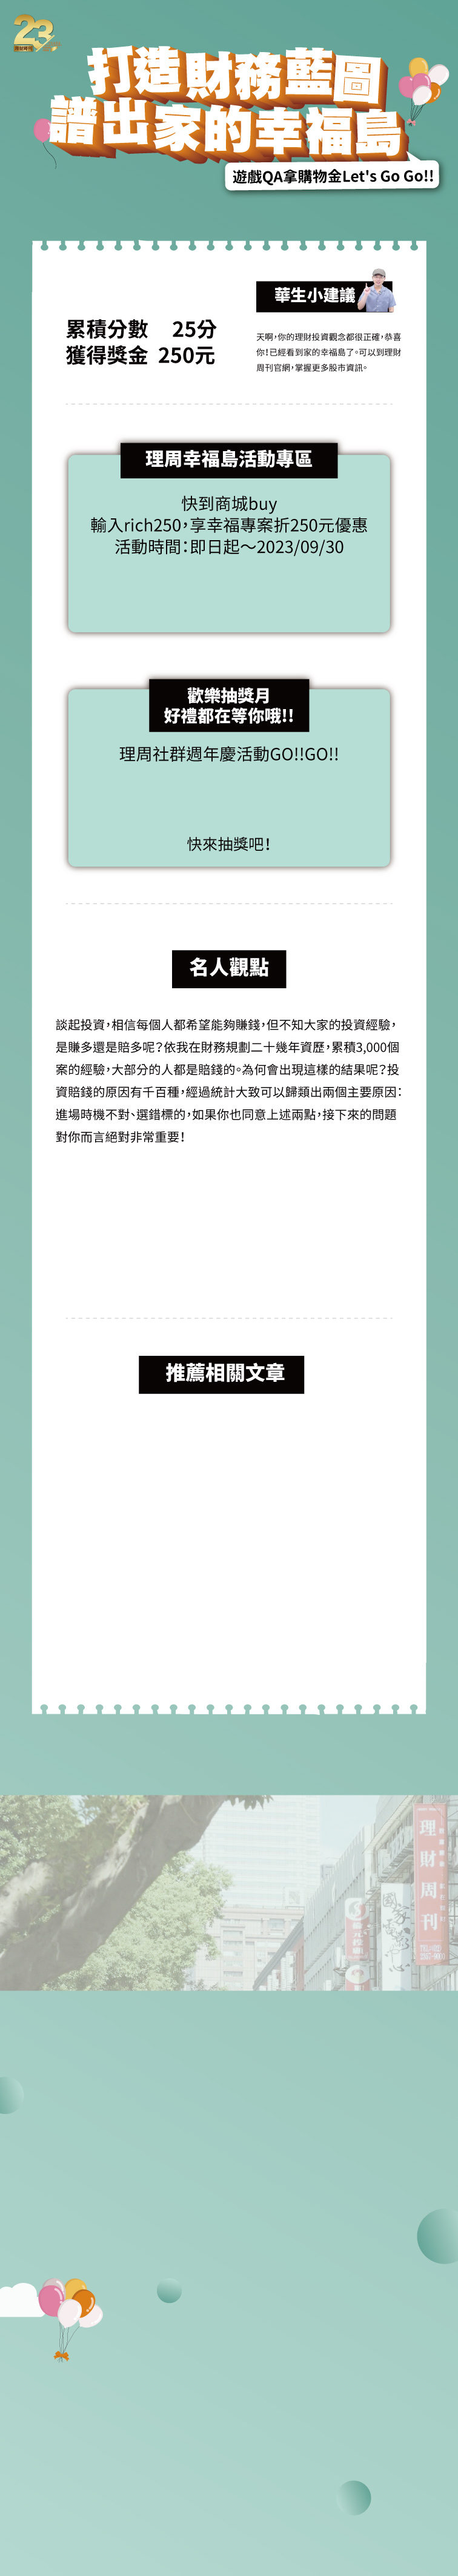 23
打造財務藍圖
譜出家的幸福島
遊戲QA拿購物金Let's Go Go!!
華生小建議
累積分數 25分
獲得獎金 250元
天啊,你的理財投資觀念都很正確,恭喜
你!已經看到家的幸福島了。可以到理財
周刊官網,掌握更多股市資訊。
理周幸福島活動專區
快到商城buy
輸入rich250,享幸福專案折250元優惠
活動時間:即日起～2023/09/30
歡樂抽獎月
好禮都在等你哦!!
理周社群週年慶活動GO!!GO!!
快來抽獎吧!
名人觀點
談起投資,相信每個人都希望能夠賺錢,但不知大家的投資經驗,
是賺多還是賠多呢?依我在財務規劃二十幾年資歷,累積3,000個
案的經驗,大部分的人都是賠錢的。為何會出現這樣的結果呢?投
資賠錢的原因有千百種,經過統計大致可以歸類出兩個主要原因:
進場時機不對、選錯標的,如果你也同意上述兩點,接下來的問題
對你而言絕對非常重要!
推薦相關文章
理財周刊